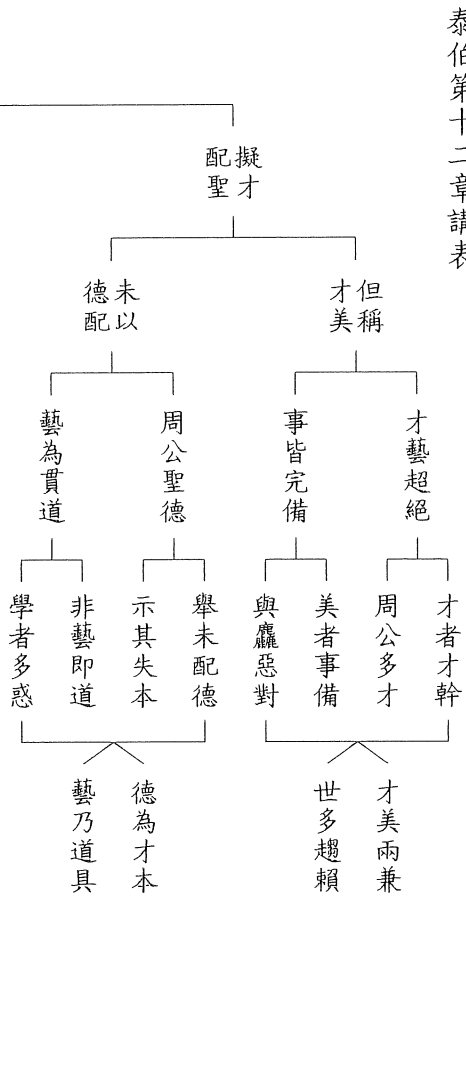 泰伯第十二章講表
擬才配聖
但稱才美
未以德配
才藝超絕
事皆完備
周公聖德
藝為貫道
才者才幹
周公多才
美者事備
與麤惡對
舉未配德
示其失本
非藝即道
學者多惑
才美兩兼
世多趨賴
德為才本
藝乃道具